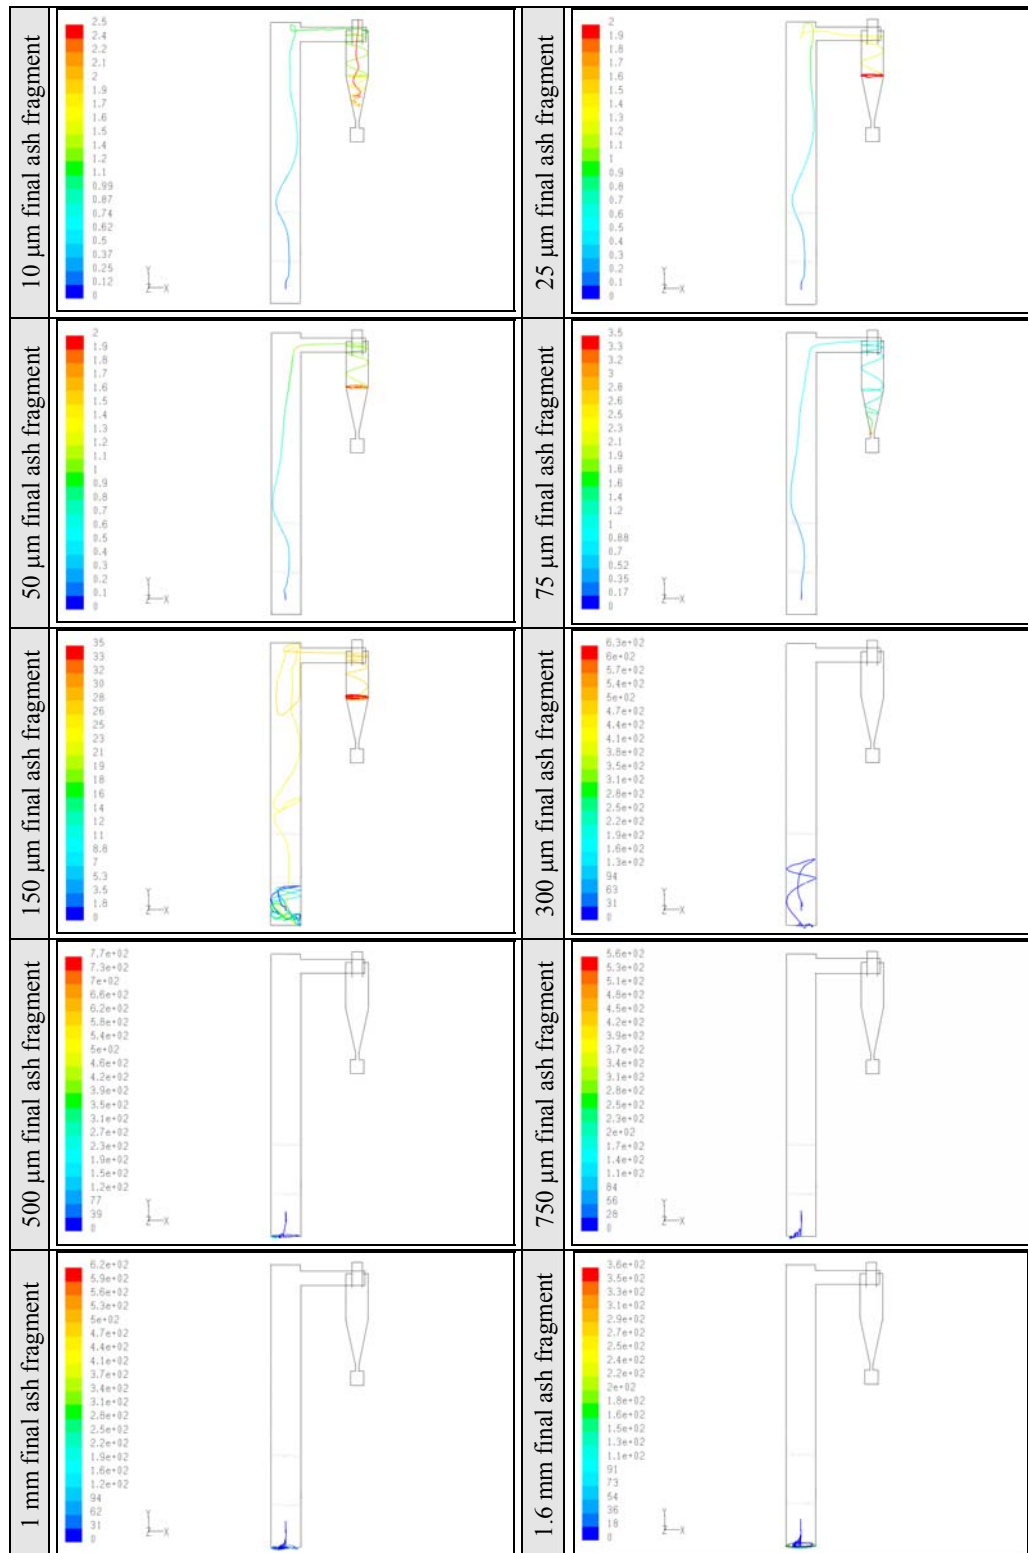 10 µm final ash fragment
2.5
2.4
2.2
2.1
2
1.9
1.7
1.6
1.5
1.4
1.2
1.1
0.99
0.87
0.74
0.62
0.5
0.37
0.25
0.12
0
Y
Z X
25 µm final ash fragment
2
1.9
1.8
1.7
1.6
1.5
1.4
1.3
1.2
1.1
1
0.9
0.8
0.7
0.6
0.5
0.4
0.3
0.2
0.1
0
Y
Z X
50 µm final ash fragment
2
1.9
1.8
1.7
1.6
1.5
1.4
1.3
1.2
1.1
1
0.9
0.8
0.7
0.6
0.5
0.4
0.3
0.2
0.1
0
Y
Z X
75 µm final ash fragment
3.5
3.3
3.2
3
2.8
2.6
2.5
2.3
2.1
1.9
1.8
1.6
1.4
1.2
1
0.88
0.7
0.52
0.35
0.17
0
Y
Z X
150 µm final ash fragment
35
33
32
30
28
26
25
23
21
19
18
16
14
12
11
8.8
7
5.3
3.5
1.8
0
Y
Z X
300 µm final ash fragment
6.3e+02
6e+02
5.7e+02
5.4e+02
5e+02
4.7e+02
4.4e+02
4.1e+02
3.8e+02
3.5e+02
3.1e+02
2.8e+02
2.5e+02
2.2e+02
1.9e+02
1.6e+02
1.3e+02
94
63
31
0
Y
Z X
500 µm final ash fragment
7.7e+02
7.3e+02
7e+02
6.6e+02
6.2e+02
5.8e+02
5.4e+02
5e+02
4.6e+02
4.2e+02
3.9e+02
3.5e+02
3.1e+02
2.7e+02
2.3e+02
1.9e+02
1.5e+02
1.2e+02
77
39
0
Y
Z X
750 µm final ash fragment
5.6e+02
5.3e+02
5.1e+02
4.8e+02
4.5e+02
4.2e+02
3.9e+02
3.7e+02
3.4e+02
3.1e+02
2.8e+02
2.5e+02
2.3e+02
2e+02
1.7e+02
1.4e+02
1.1e+02
84
56
28
0
Y
Z X
1 mm final ash fragment
6.2e+02
5.9e+02
5.6e+02
5.3e+02
5e+02
4.7e+02
4.4e+02
4.1e+02
3.7e+02
3.4e+02
3.1e+02
2.8e+02
2.5e+02
2.2e+02
1.9e+02
1.6e+02
1.2e+02
94
62
31
0
Y
Z X
1.6 mm final ash fragment
3.6e+02
3.5e+02
3.3e+02
3.1e+02
2.9e+02
2.7e+02
2.5e+02
2.4e+02
2.2e+02
2e+02
1.8e+02
1.6e+02
1.5e+02
1.3e+02
1.1e+02
91
73
54
36
18
0
Y
Z X